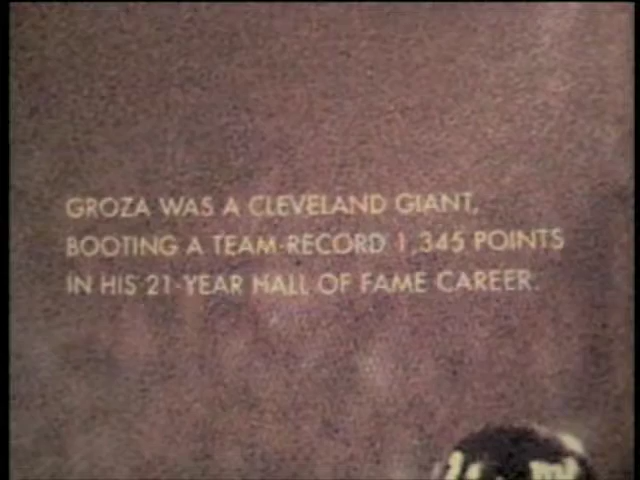 GROZA WAS A CLEVELAND GIANT,
BOOTING A TEAM-RECORD 1,345 POINTS
IN HIS 21-YEAR HALL OF FAME CAREER.